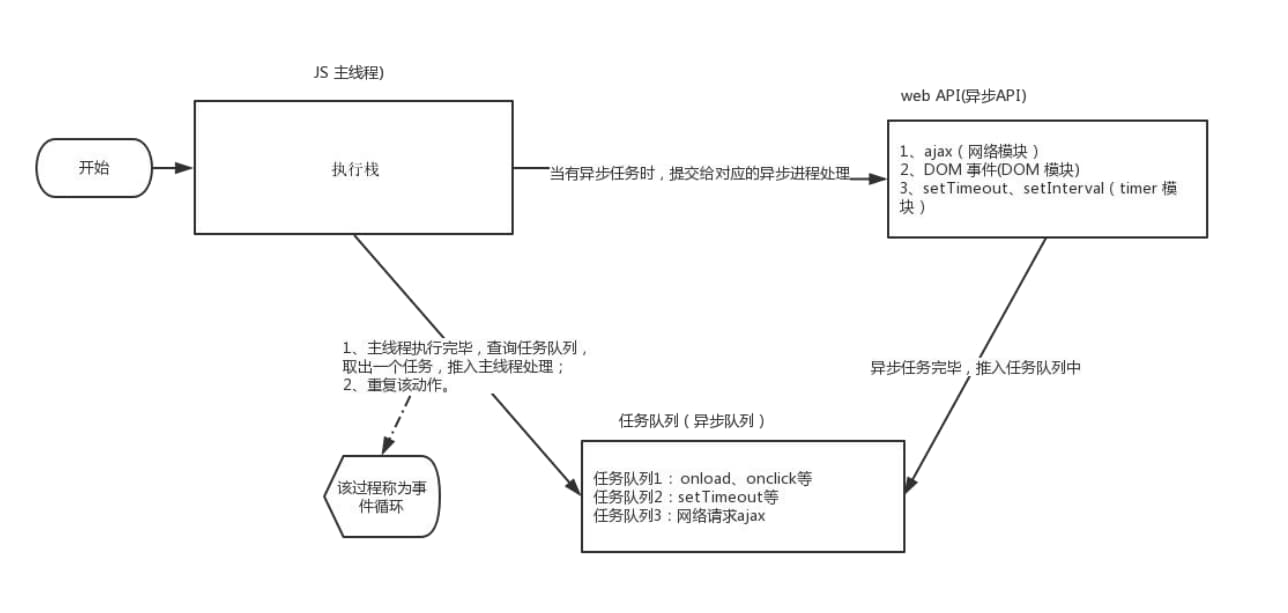 JS 主线程)
web API(异步API)
开始
执行栈
当有异步任务时，提交给对应的异步进程处理
1、ajax（网络模块）
2、DOM 事件(DOM 模块)
3、setTimeout、setInterval（timer 模
块）
1、主线程执行完毕，查询任务队列，
取出一个任务，推入主线程处理；
2、重复该动作。
异步任务完毕，推入任务队列中
任务队列（异步队列）
该过程称为事
件循环
任务队列1：onload、onclick等
任务队列2：setTimeout等
任务队列3：网络请求ajax